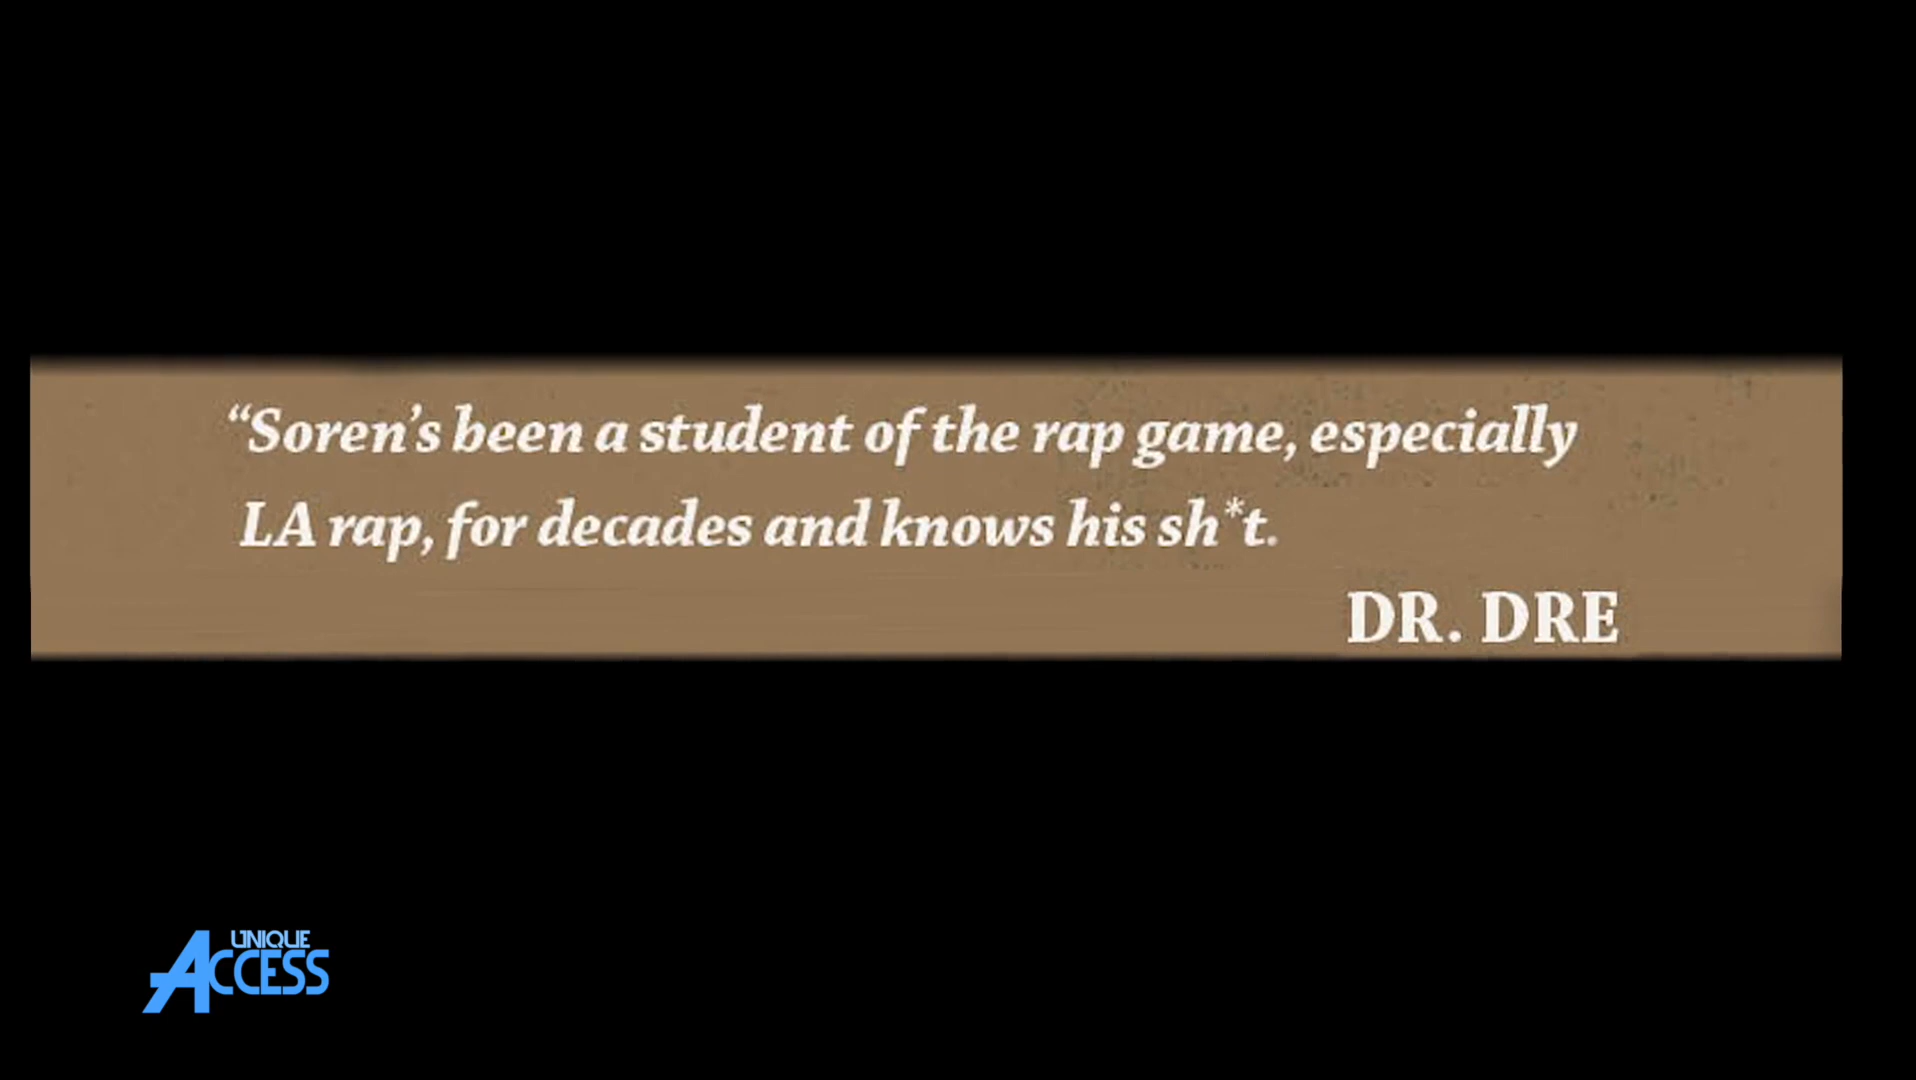 “Soren’s been a student of the rap game, especially
LA rap, for decades and knows his sh*t.
DR. DRE
UNIQUE
ACCESS